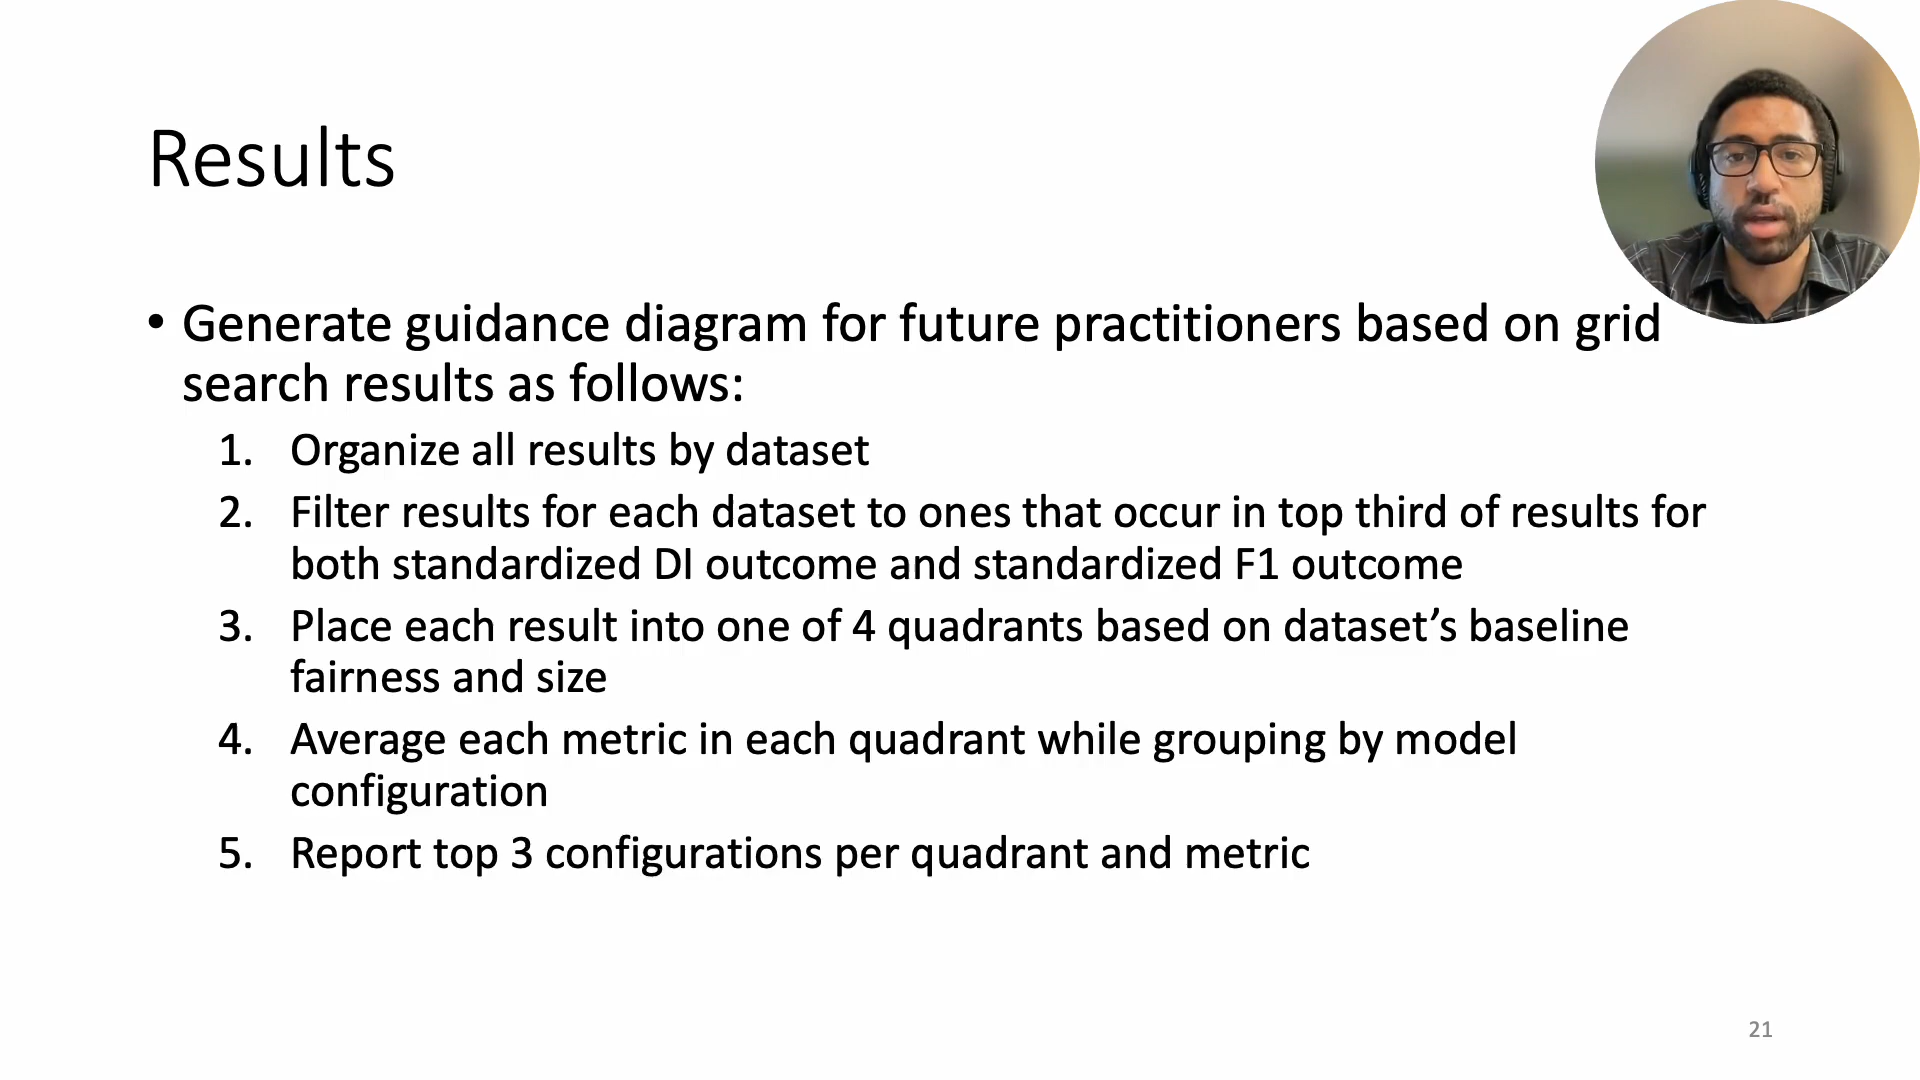 Results
• Generate guidance diagram for future practitioners based on grid
search results as follows:
1. Organize all results by dataset
2. Filter results for each dataset to ones that occur in top third of results for
both standardized DI outcome and standardized F1 outcome
3. Place each result into one of 4 quadrants based on dataset’s baseline
fairness and size
4. Average each metric in each quadrant while grouping by model
configuration
5. Report top 3 configurations per quadrant and metric
21